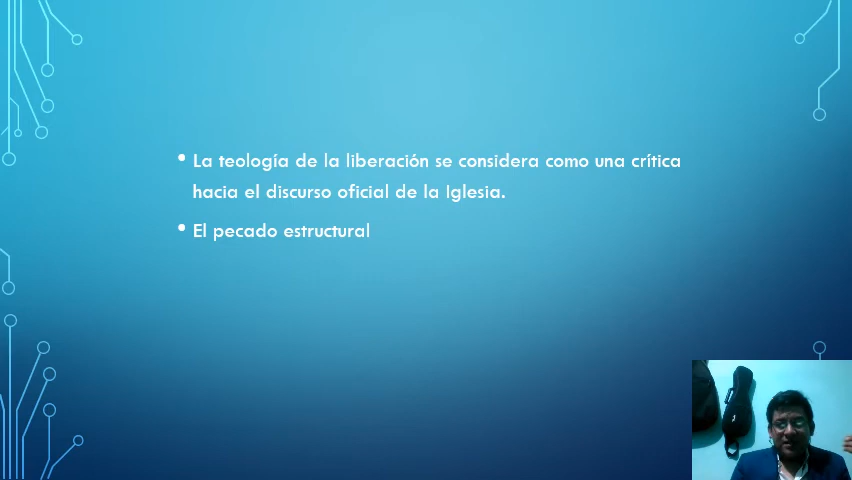 • La teología de la liberación se considera como una crítica
hacia el discurso oficial de la Iglesia.
• El pecado estructural